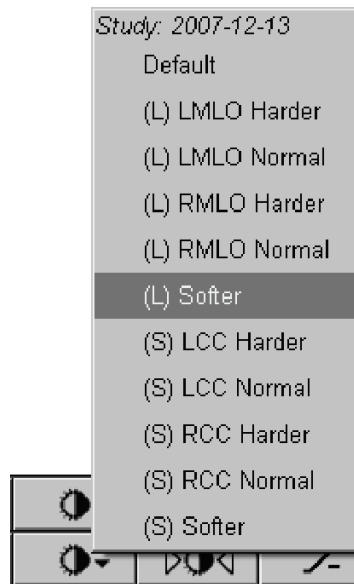 Study: 2007-12-13
Default
(L) LMLO Harder
(L) LMLO Normal
(L) RMLO Harder
(L) RMLO Normal
(L) Softer
(S) LCC Harder
(S) LCC Normal
(S) RCC Harder
(S) RCC Normal
(S) Softer